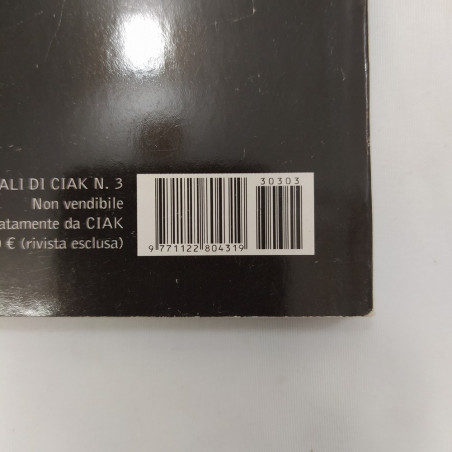 ALI DI CIAK N. 3
Non vendibile
atamente da CIAK
€ (rivista esclusa)
30303
9 771122 804319